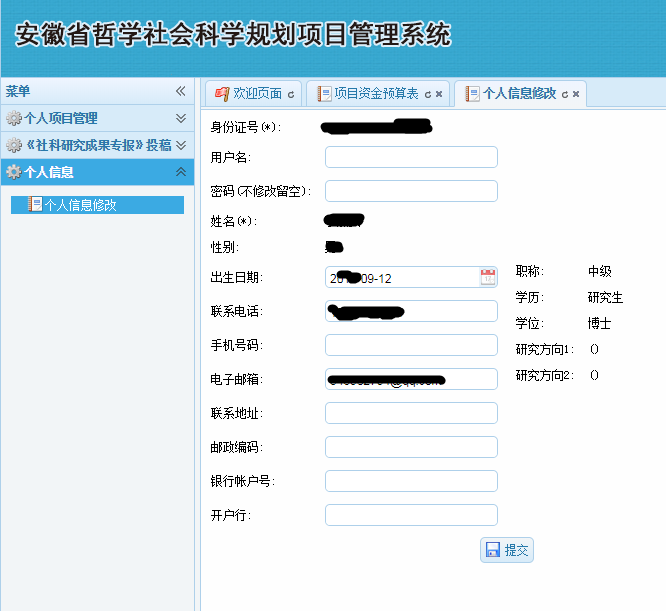 安徽省哲学社会科学规划项目管理系统
菜单
个人项目管理
《社科研究成果专报》投稿
个人信息
个人信息修改
欢迎页面
项目资金预算表
个人信息修改
身份证号(*):
用户名:
密码(不修改留空):
姓名(*):
性别:
出生日期:
09-12
联系电话:
手机号码:
电子邮箱:
联系地址:
邮政编码:
银行帐户号:
开户行:
职称: 中级
学历: 研究生
学位: 博士
研究方向1: ()
研究方向2: ()
提交